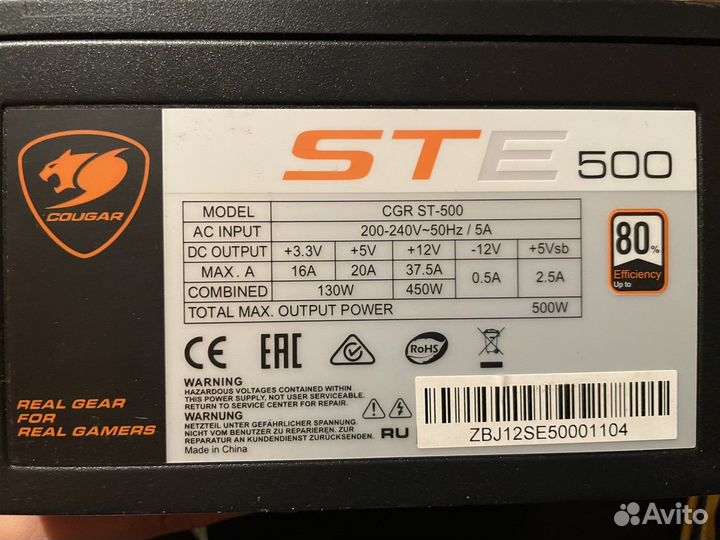 COUGAR
REAL GEAR
FOR
REAL GAMERS
STE 500
MODEL CGR ST-500
AC INPUT 200-240V~50Hz / 5A
DC OUTPUT +3.3V +5V +12V -12V +5Vsb
MAX. A 16A 20A 37.5A 0.5A 2.5A
COMBINED 130W 450W
TOTAL MAX. OUTPUT POWER 500W
80%
Efficiency
Up to
CE EAC RoHS
WARNING
HAZARDOUS VOLTAGES CONTAINED WITHIN
THIS POWER SUPPLY, NOT USER SERVICEABLE.
RETURN TO SERVICE CENTER FOR REPAIR.
WARNUNG
NETZTEIL UNTER GEFÄHRLICHER SPANNUNG.
NICHT VOM BENUTZER ZU REPARIEREN.
ZUR REPARATUR AN KUNDENDIENST ZURÜCKSENDEN.
Made in China
RU
ZBJ12SE50001104
Avito